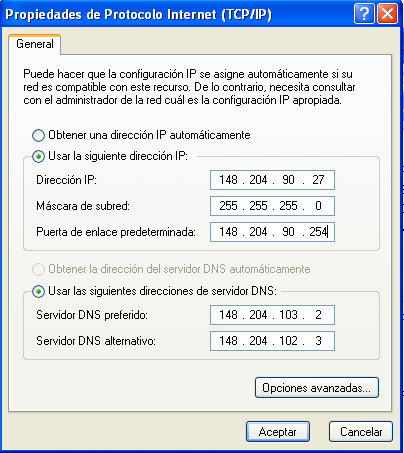 Propiedades de Protocolo Internet (TCP/IP)
General
Puede hacer que la configuración IP se asigne automáticamente si su
red es compatible con este recurso. De lo contrario, necesita consultar
con el administrador de la red cuál es la configuración IP apropiada.
Obtener una dirección IP automáticamente
Usar la siguiente dirección IP:
Dirección IP: 148 . 204 . 90 . 27
Máscara de subred: 255 . 255 . 255 . 0
Puerta de enlace predeterminada: 148 . 204 . 90 . 254
Obtener la dirección del servidor DNS automáticamente
Usar las siguientes direcciones de servidor DNS:
Servidor DNS preferido: 148 . 204 . 103 . 2
Servidor DNS alternativo: 148 . 204 . 102 . 3
Opciones avanzadas...
Aceptar Cancelar